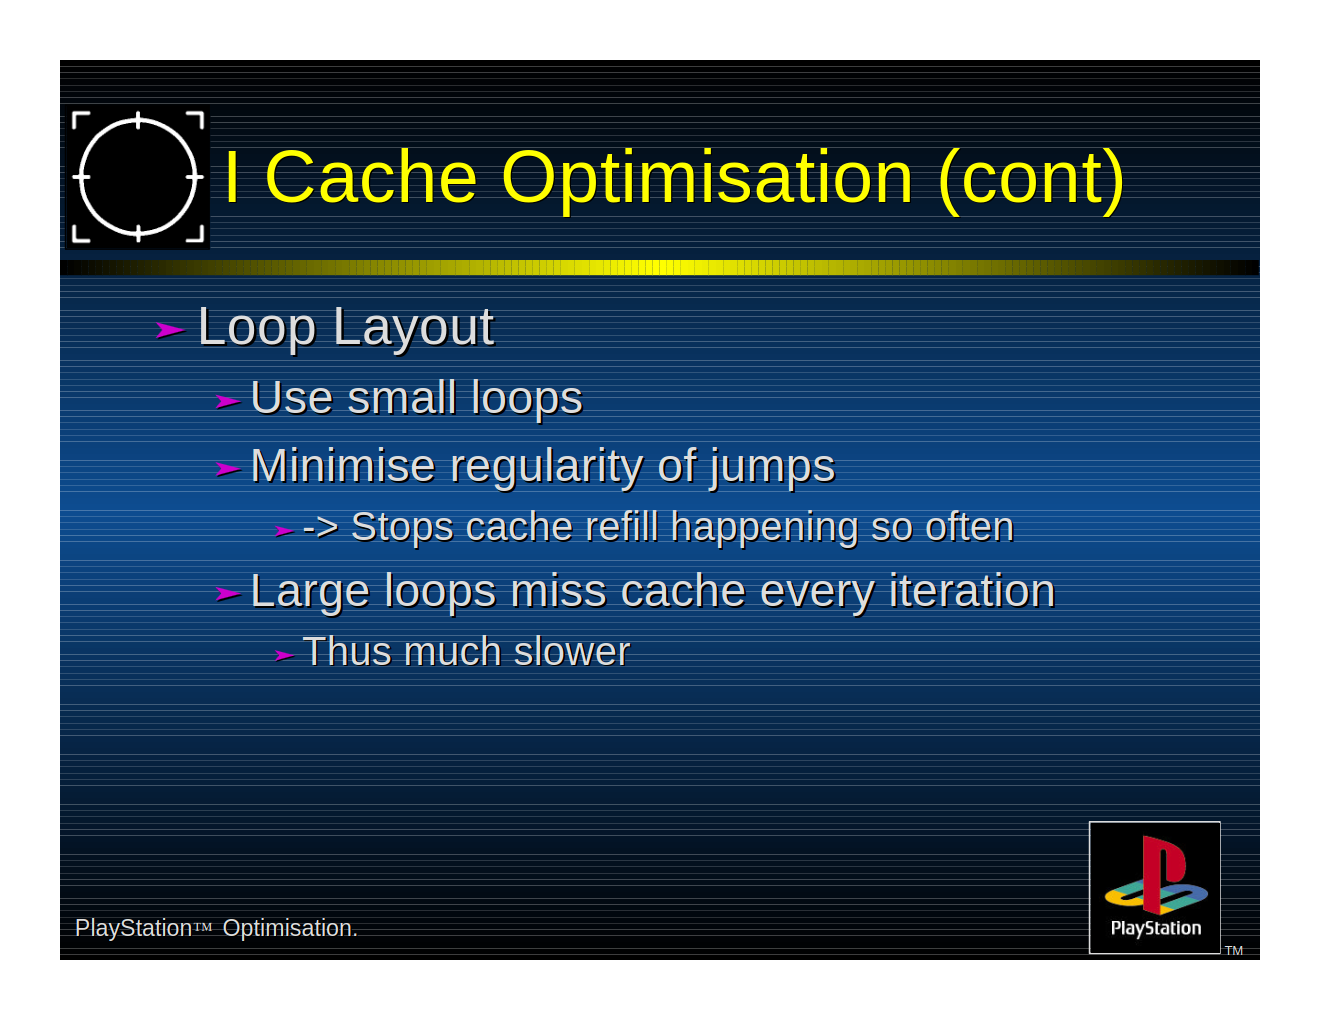 I Cache Optimisation (cont)
➢ Loop Layout
➢ Use small loops
➢ Minimise regularity of jumps
➢ -> Stops cache refill happening so often
➢ Large loops miss cache every iteration
➢ Thus much slower
PlayStation™ Optimisation.
PlayStation
TM